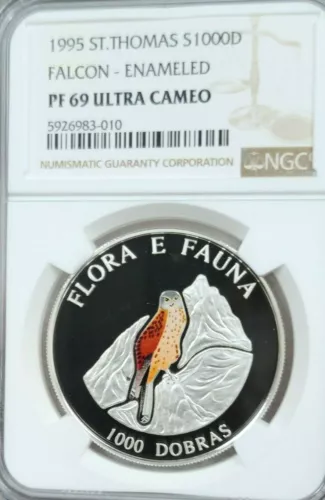 1995 ST.THOMAS S1000D
FALCON - ENAMELED
PF 69 ULTRA CAMEO
5926983-010
NUMISMATIC GUARANTY CORPORATION
NGC
FLORA E FAUNA
1000 DOBRAS